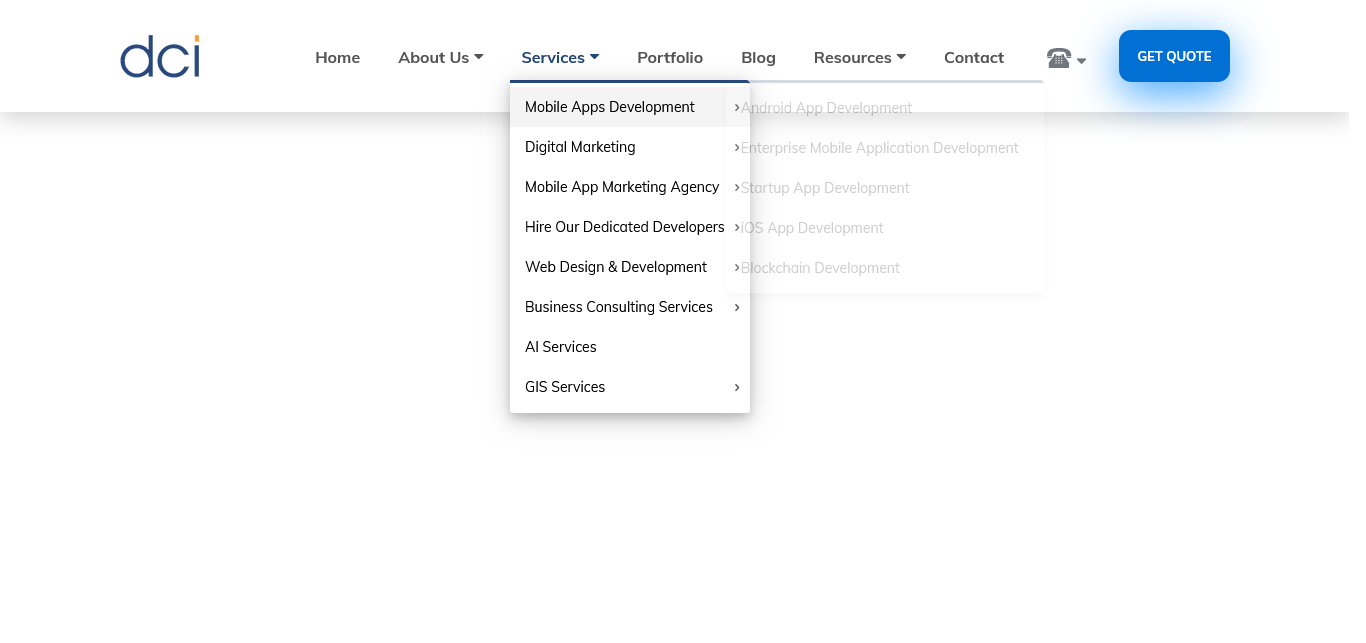 dci
Home
About Us
Services
Portfolio
Blog
Resources
Contact
GET QUOTE
Mobile Apps Development
Digital Marketing
Mobile App Marketing Agency
Hire Our Dedicated Developers
Web Design & Development
Business Consulting Services
AI Services
GIS Services
Android App Development
Enterprise Mobile Application Development
Startup App Development
iOS App Development
Blockchain Development